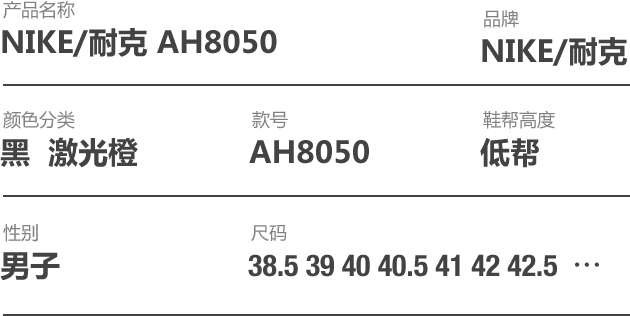 产品名称
品牌
NIKE/耐克 AH8050
NIKE/耐克
颜色分类
款号
鞋帮高度
黑 激光橙
AH8050
低帮
性别
尺码
男子
38.5 39 40 40.5 41 42 42.5 ···